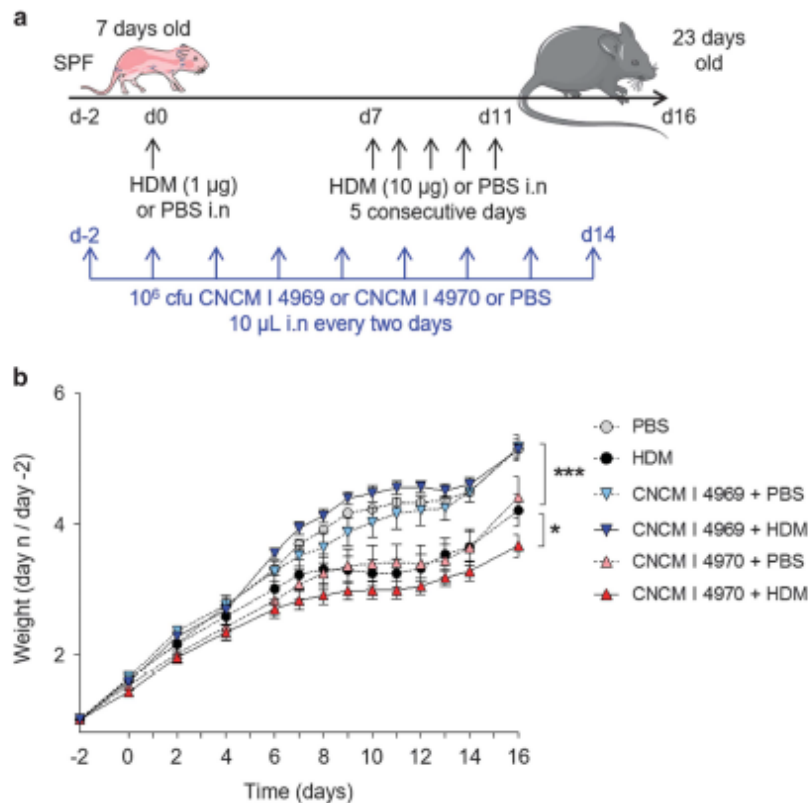 a
7 days old
SPF
23 days
old
d-2 d0 d7 d11 d16
HDM (1 µg)
or PBS i.n
HDM (10 µg) or PBS i.n
5 consecutive days
d-2 d14
10⁶ cfu CNCM I 4969 or CNCM I 4970 or PBS
10 µL i.n every two days
b
Weight (day n / day -2)
6
4
2
-2 0 2 4 6 8 10 12 14 16
Time (days)
PBS
HDM
CNCM I 4969 + PBS
CNCM I 4969 + HDM
CNCM I 4970 + PBS
CNCM I 4970 + HDM
***
*